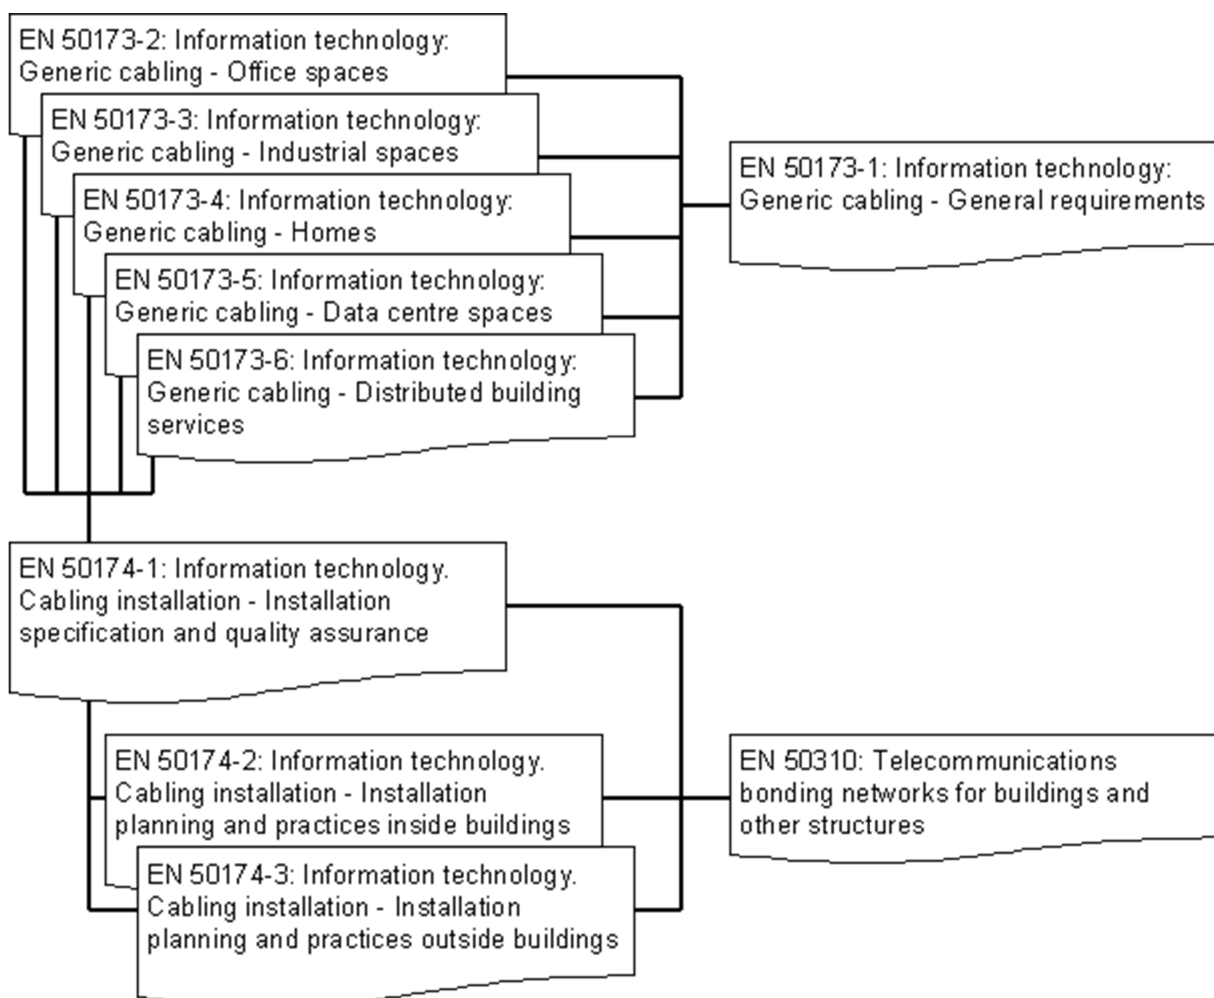 EN 50173-2: Information technology:
Generic cabling - Office spaces
EN 50173-3: Information technology:
Generic cabling - Industrial spaces
EN 50173-4: Information technology:
Generic cabling - Homes
EN 50173-5: Information technology:
Generic cabling - Data centre spaces
EN 50173-6: Information technology:
Generic cabling - Distributed building
services
EN 50173-1: Information technology:
Generic cabling - General requirements
EN 50174-1: Information technology.
Cabling installation - Installation
specification and quality assurance
EN 50174-2: Information technology.
Cabling installation - Installation
planning and practices inside buildings
EN 50174-3: Information technology.
Cabling installation - Installation
planning and practices outside buildings
EN 50310: Telecommunications
bonding networks for buildings and
other structures